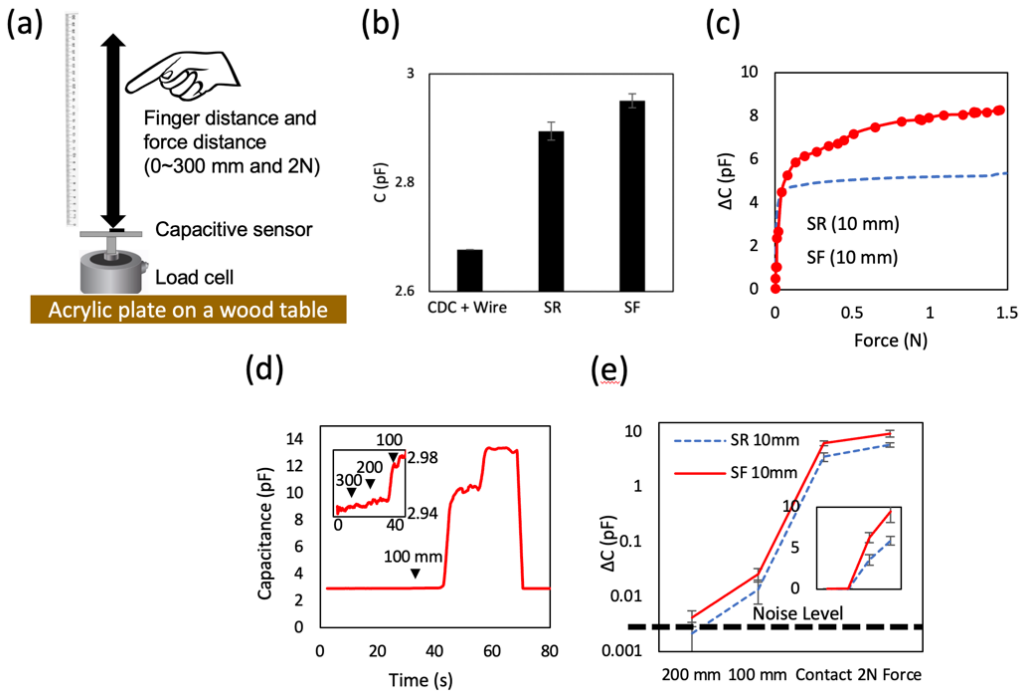 (a)
Finger distance and
force distance
(0~300 mm and 2N)
Capacitive sensor
Load cell
Acrylic plate on a wood table
(b)
C (pF)
3
2.8
2.6
CDC + Wire SR SF
(c)
ΔC (pF)
10
8
6
4
2
0
SR (10 mm)
SF (10 mm)
0 0.5 1 1.5
Force (N)
(d)
Capacitance (pF)
14
12
10
8
6
4
2
0
100
200
300
2.98
2.94
0 40
100 mm
0 20 40 60 80
Time (s)
(e)
ΔC (pF)
10
1
0.1
0.01
0.001
SR 10mm
SF 10mm
10
5
0
Noise Level
200 mm 100 mm Contact 2N Force